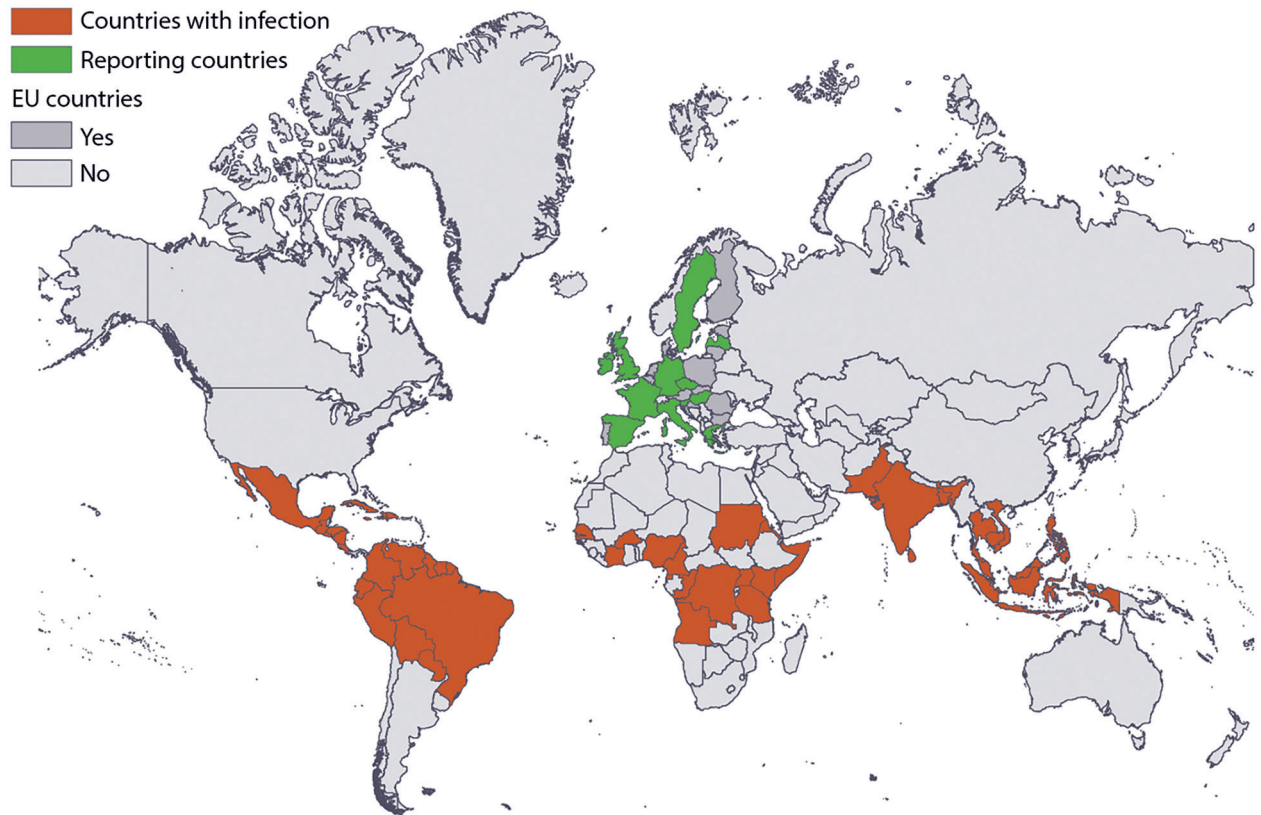 Countries with infection
Reporting countries
EU countries
Yes
No